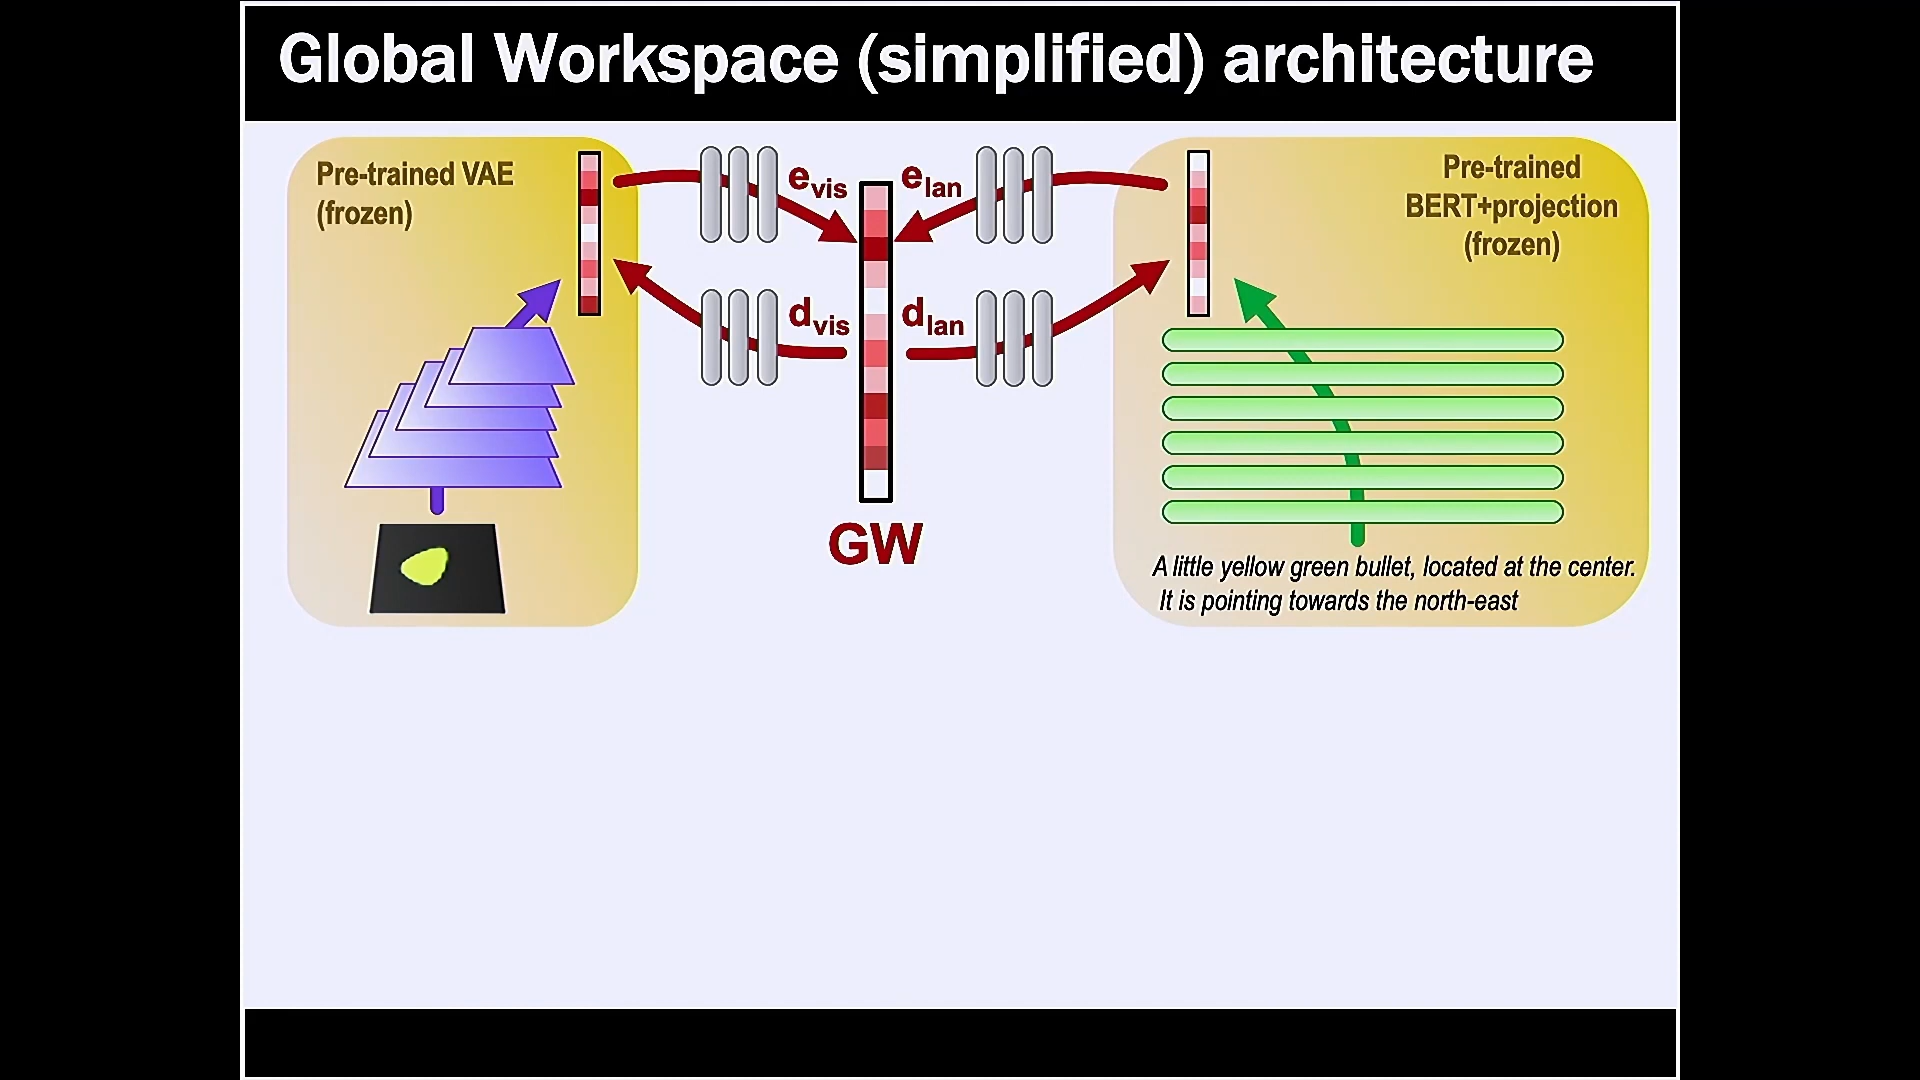 Global Workspace (simplified) architecture
Pre-trained VAE
(frozen)
e_vis
e_lan
d_vis
d_lan
GW
Pre-trained
BERT+projection
(frozen)
A little yellow green bullet, located at the center.
It is pointing towards the north-east